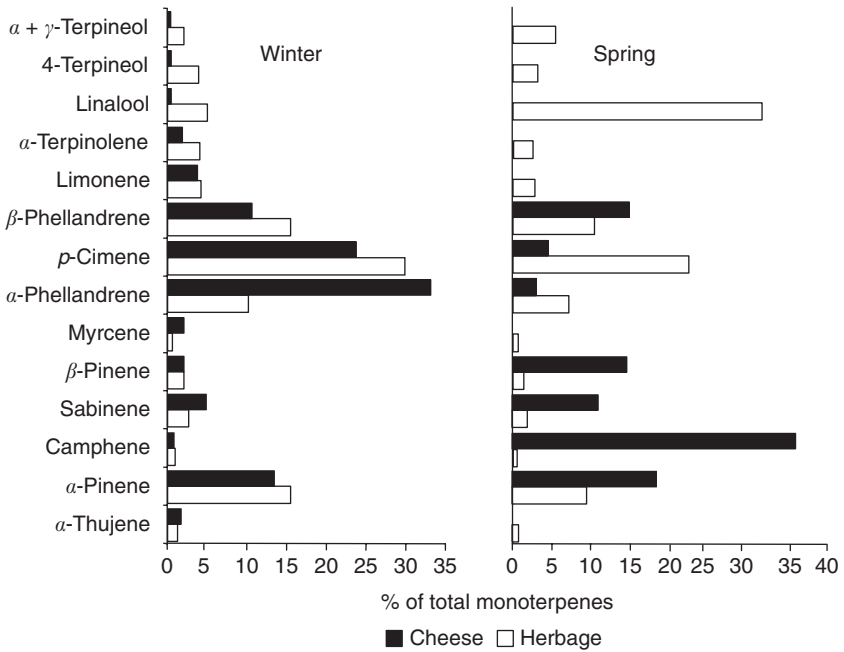 α + γ-Terpineol
4-Terpineol
Linalool
α-Terpinolene
Limonene
β-Phellandrene
p-Cimene
α-Phellandrene
Myrcene
β-Pinene
Sabinene
Camphene
α-Pinene
α-Thujene
Winter
Spring
0 5 10 15 20 25 30 35
0 5 10 15 20 25 30 35 40
% of total monoterpenes
Cheese Herbage